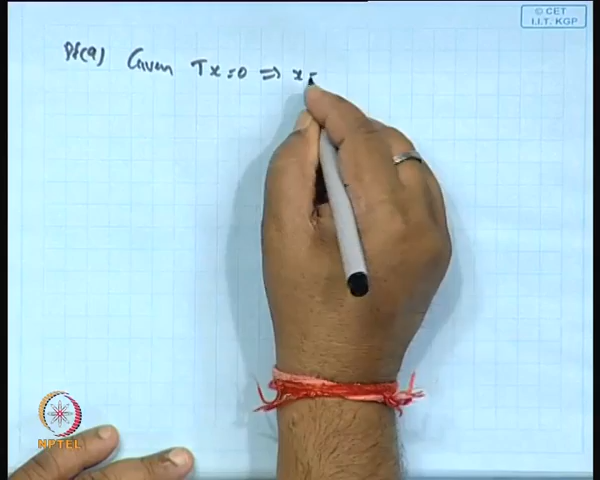 © CET
I.I.T. KGP
Pf(a) Given Tx=0 ⇒ x=
NPTEL